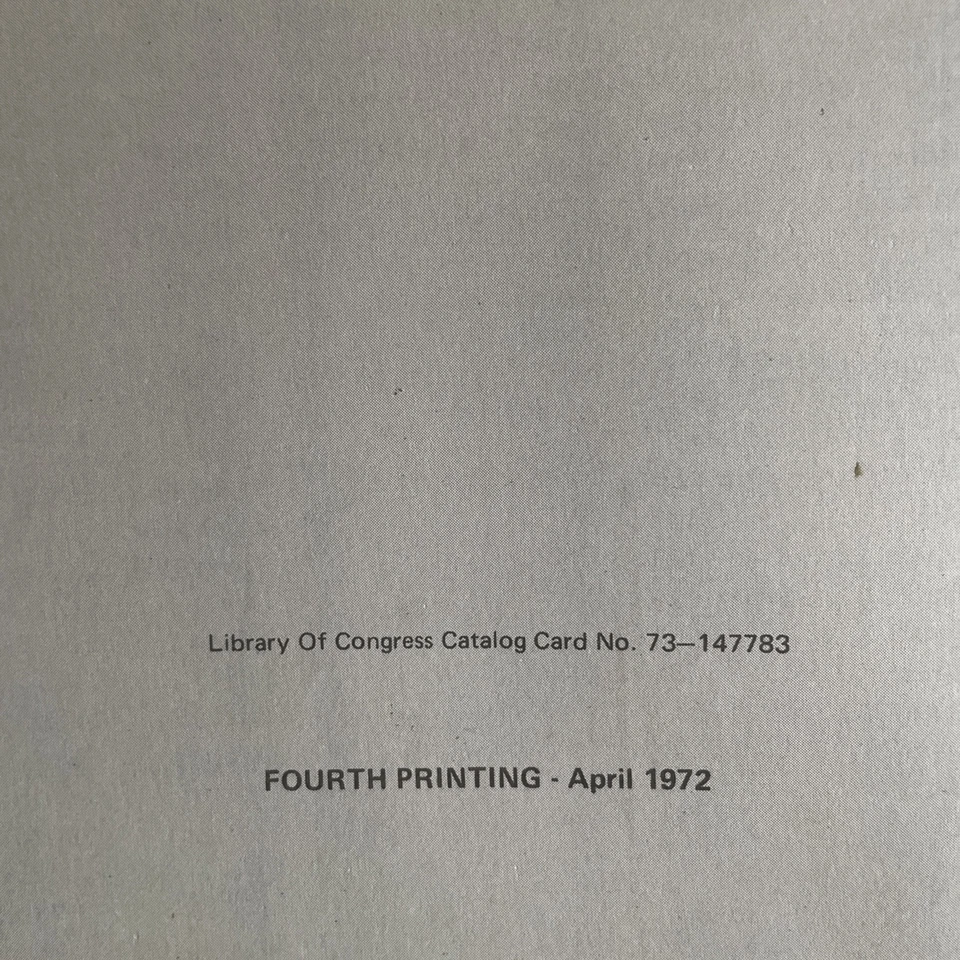 Library Of Congress Catalog Card No. 73—147783
FOURTH PRINTING - April 1972